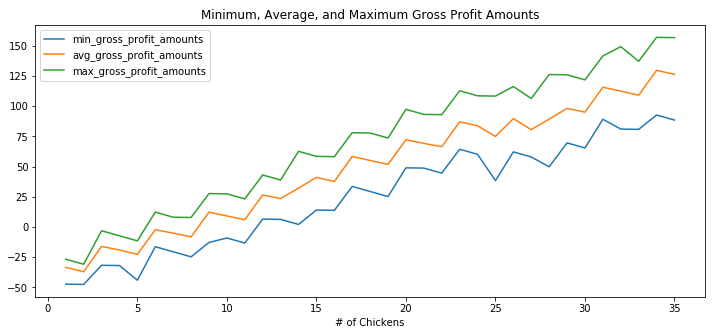 Minimum, Average, and Maximum Gross Profit Amounts
min_gross_profit_amounts
avg_gross_profit_amounts
max_gross_profit_amounts
150
125
100
75
50
25
0
−25
−50
0 5 10 15 20 25 30 35
# of Chickens